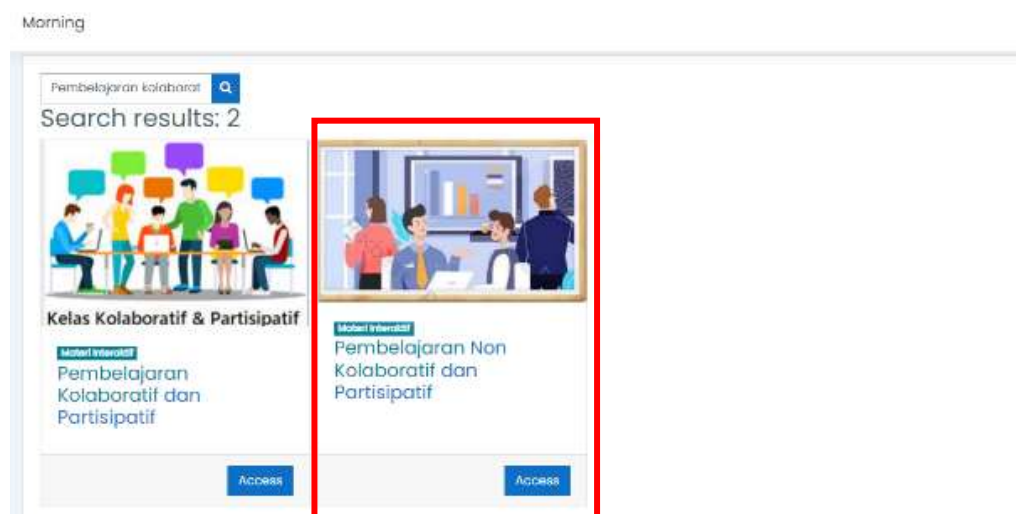 Morning
Pembelajaran kolaborat
Search results: 2
Kelas Kolaboratif & Partisipatif
Materi Interaktif
Pembelajaran
Kolaboratif dan
Partisipatif
Access
Materi Interaktif
Pembelajaran Non
Kolaboratif dan
Partisipatif
Access